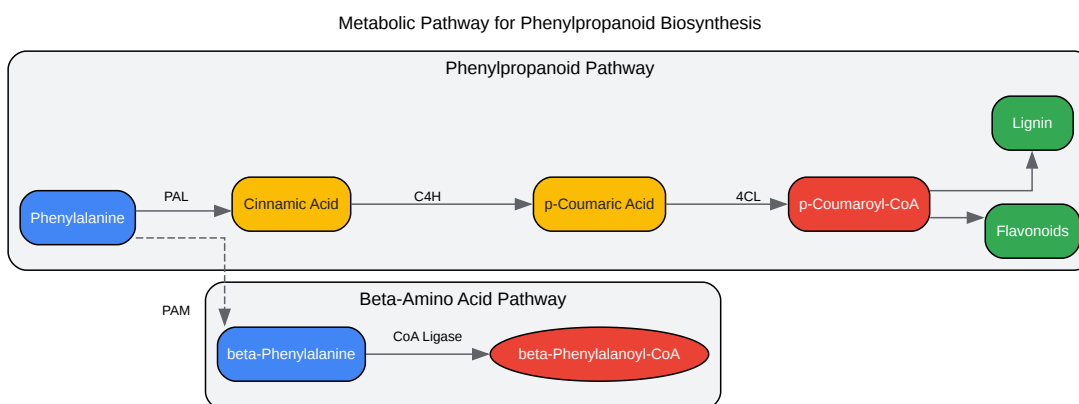 Metabolic Pathway for Phenylpropanoid Biosynthesis
Phenylpropanoid Pathway
Lignin
Phenylalanine
PAL
Cinnamic Acid
C4H
p-Coumaric Acid
4CL
p-Coumaroyl-CoA
Flavonoids
PAM
Beta-Amino Acid Pathway
beta-Phenylalanine
CoA Ligase
beta-Phenylalanoyl-CoA